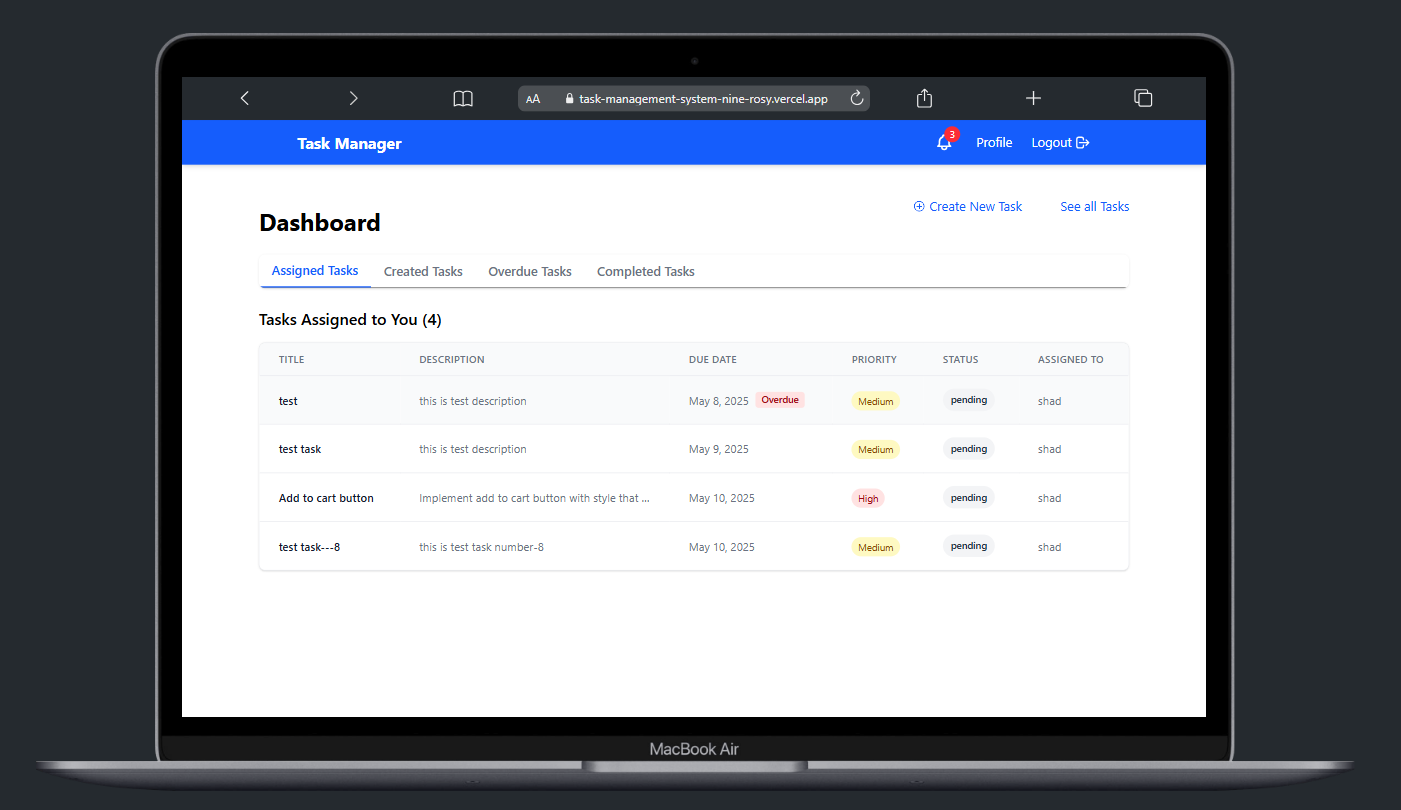 AA task-management-system-nine-rosy.vercel.app
Task Manager 3 Profile Logout
Dashboard Create New Task See all Tasks
Assigned Tasks Created Tasks Overdue Tasks Completed Tasks
Tasks Assigned to You (4)
TITLE DESCRIPTION DUE DATE PRIORITY STATUS ASSIGNED TO
test this is test description May 8, 2025 Overdue Medium pending shad
test task this is test description May 9, 2025 Medium pending shad
Add to cart button Implement add to cart button with style that ... May 10, 2025 High pending shad
test task---8 this is test task number-8 May 10, 2025 Medium pending shad
MacBook Air